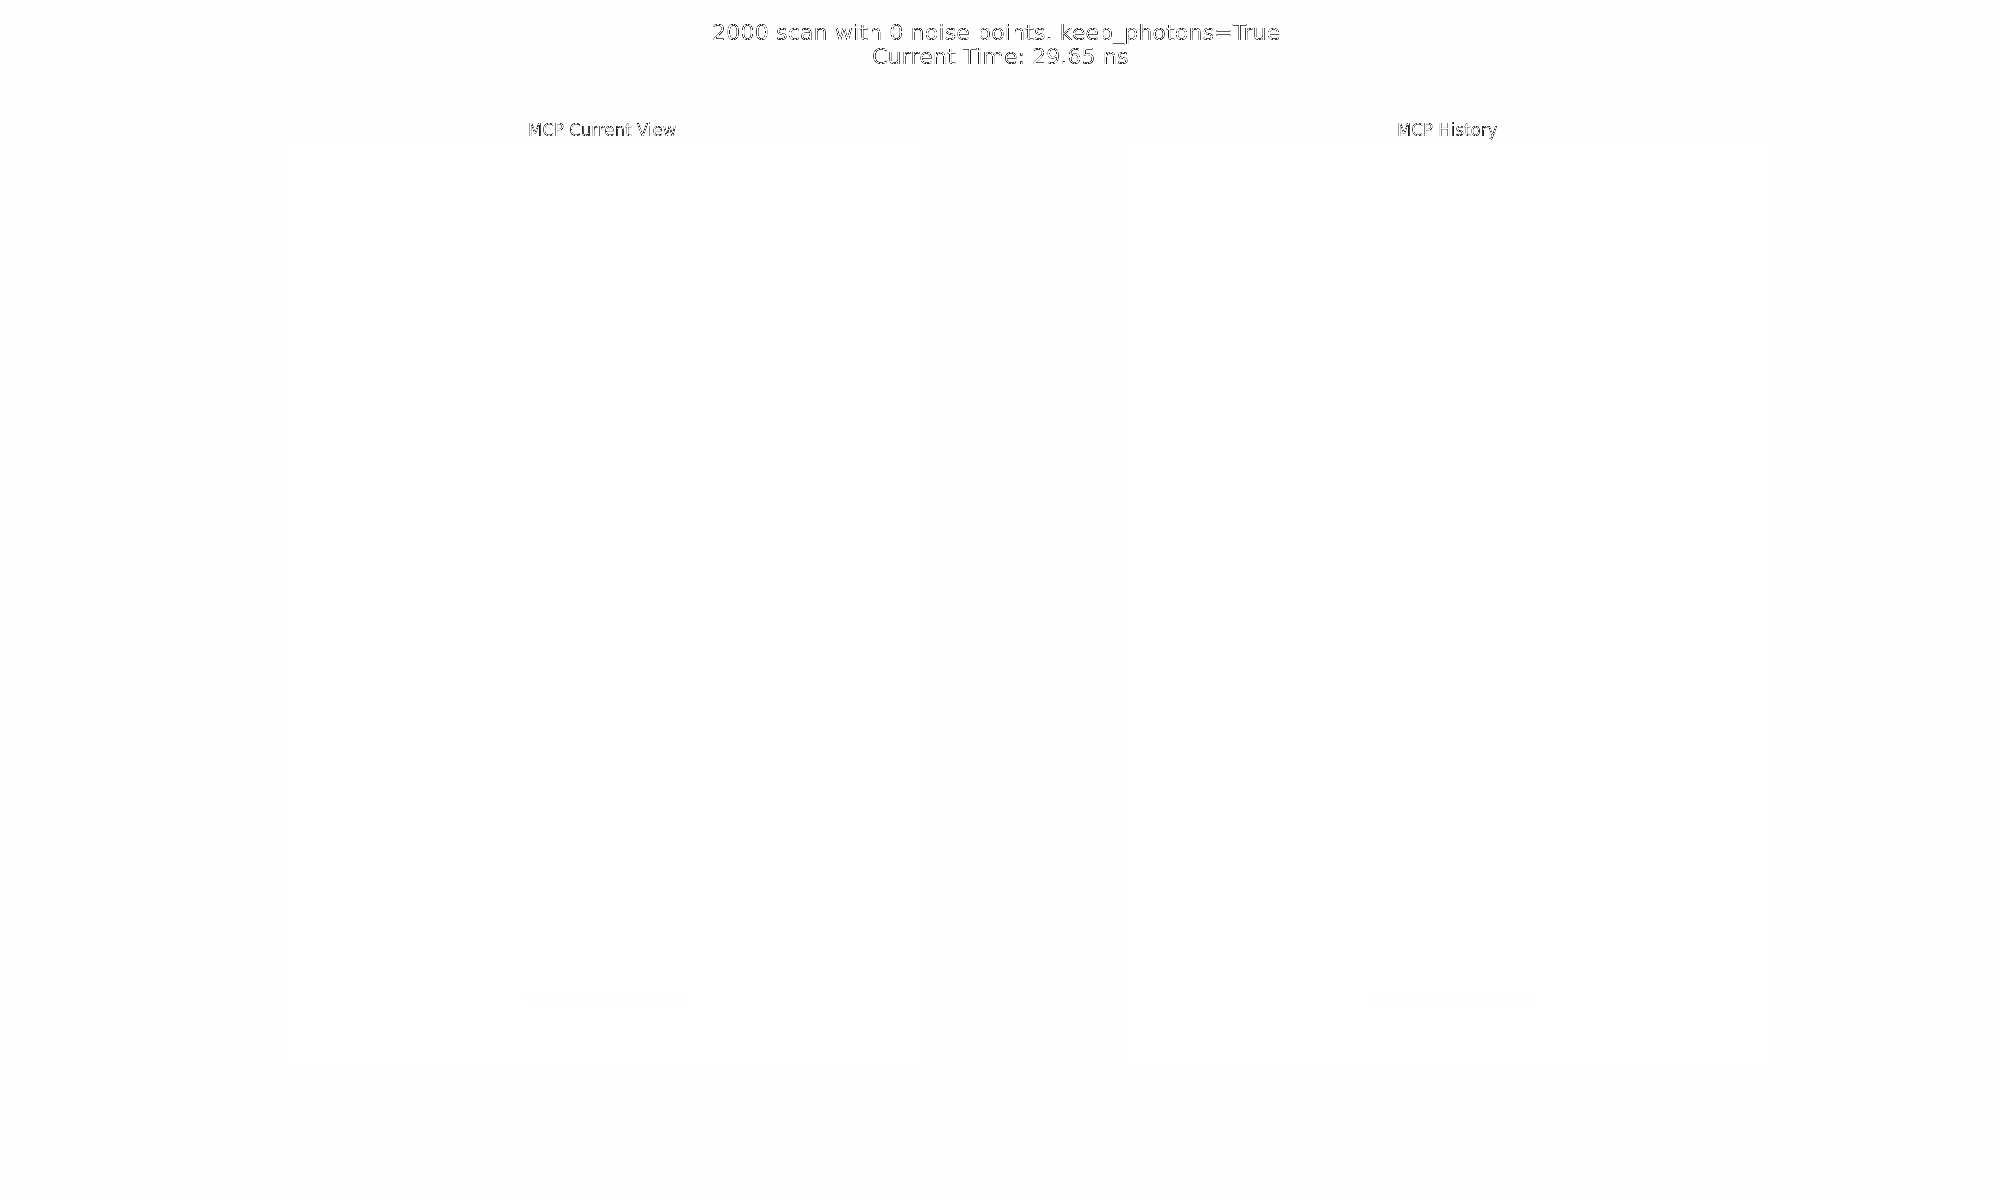 2000 scan with 0 noise points. keep_photons=True
Current Time: 29.65 ns
MCP Current View
MCP History